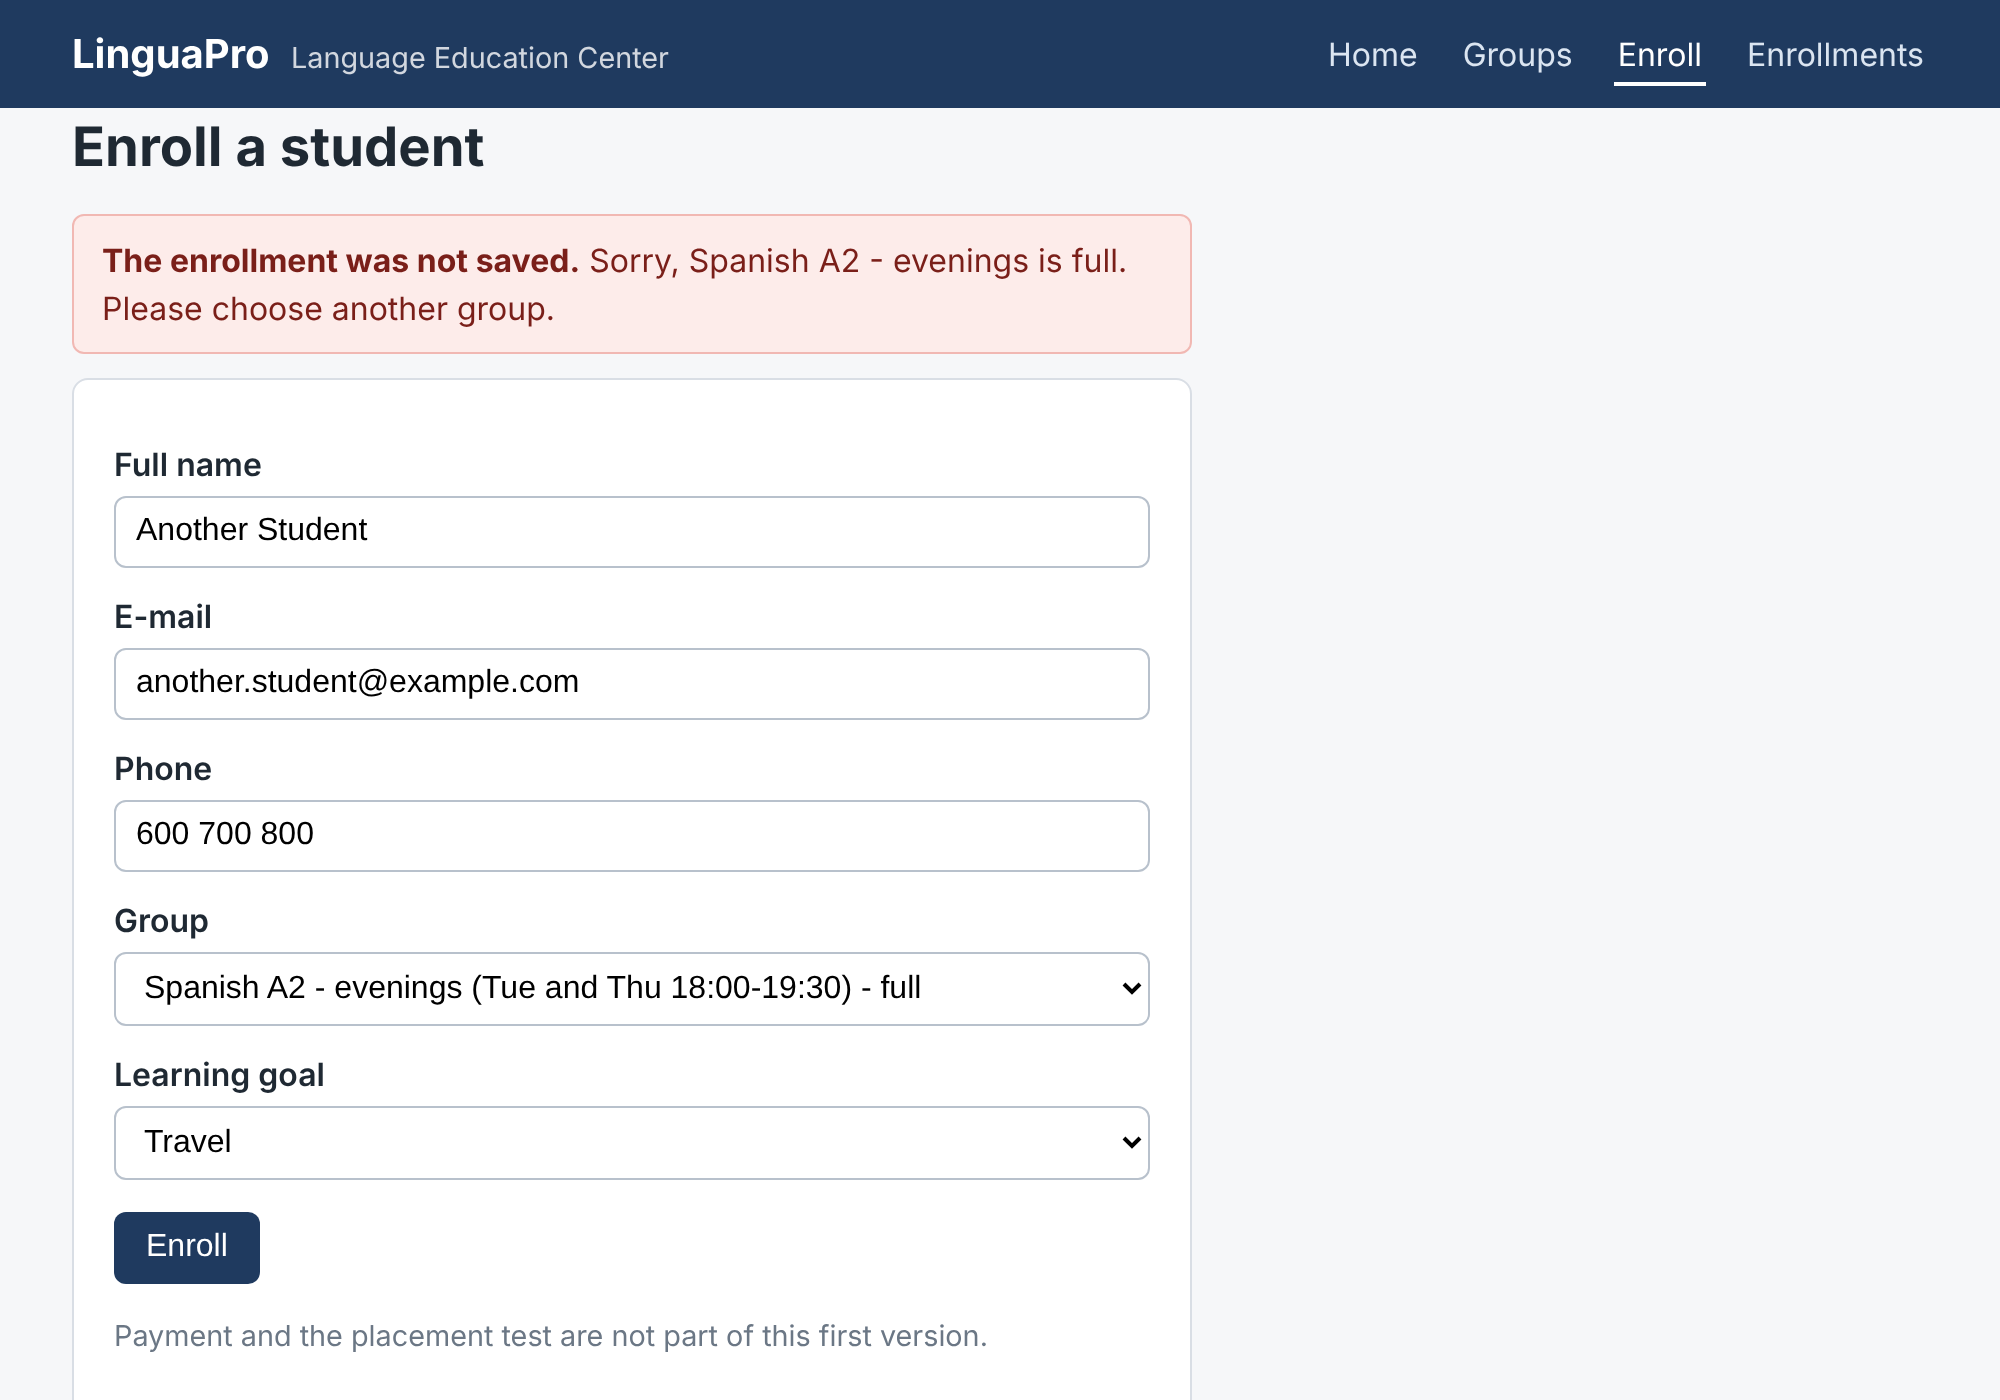 LinguaPro Language Education Center Home Groups Enroll Enrollments
Enroll a student
The enrollment was not saved. Sorry, Spanish A2 - evenings is full.
Please choose another group.
Full name
Another Student
E-mail
another.student@example.com
Phone
600 700 800
Group
Spanish A2 - evenings (Tue and Thu 18:00-19:30) - full
Learning goal
Travel
Enroll
Payment and the placement test are not part of this first version.